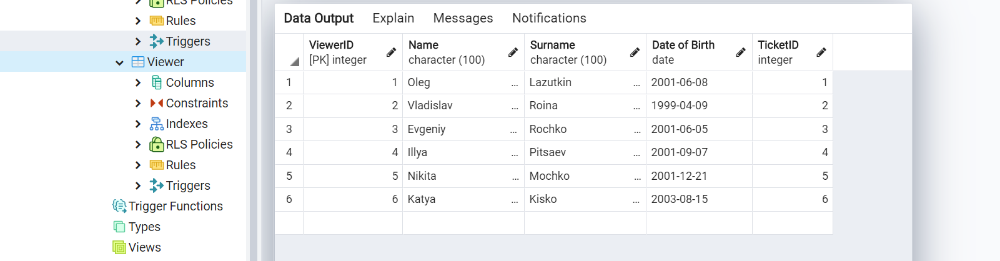 RLS Policies
Rules
Triggers
Viewer
Columns
Constraints
Indexes
RLS Policies
Rules
Triggers
Trigger Functions
Types
Views
Data Output Explain Messages Notifications
ViewerID Name Surname Date of Birth TicketID
[PK] integer character (100) character (100) date integer
1 1 Oleg ... Lazutkin ... 2001-06-08 1
2 2 Vladislav ... Roina ... 1999-04-09 2
3 3 Evgeniy ... Rochko ... 2001-06-05 3
4 4 Illya ... Pitsaev ... 2001-09-07 4
5 5 Nikita ... Mochko ... 2001-12-21 5
6 6 Katya ... Kisko ... 2003-08-15 6